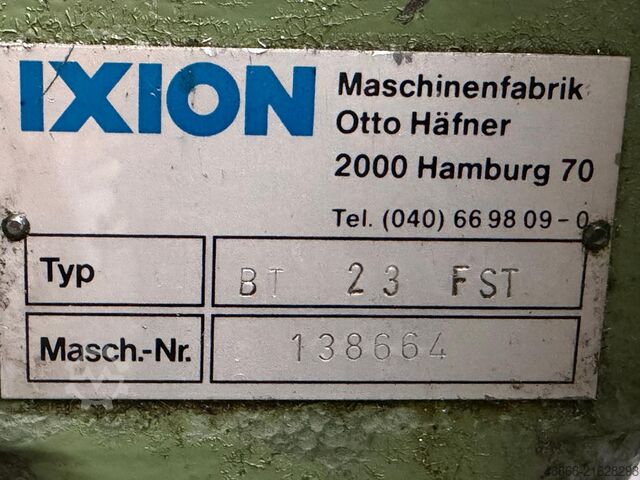 IXION
Maschinenfabrik
Otto Häfner
2000 Hamburg 70
Tel. (040) 66 98 09-0
Typ BT 23 FST
Masch.-Nr. 138664